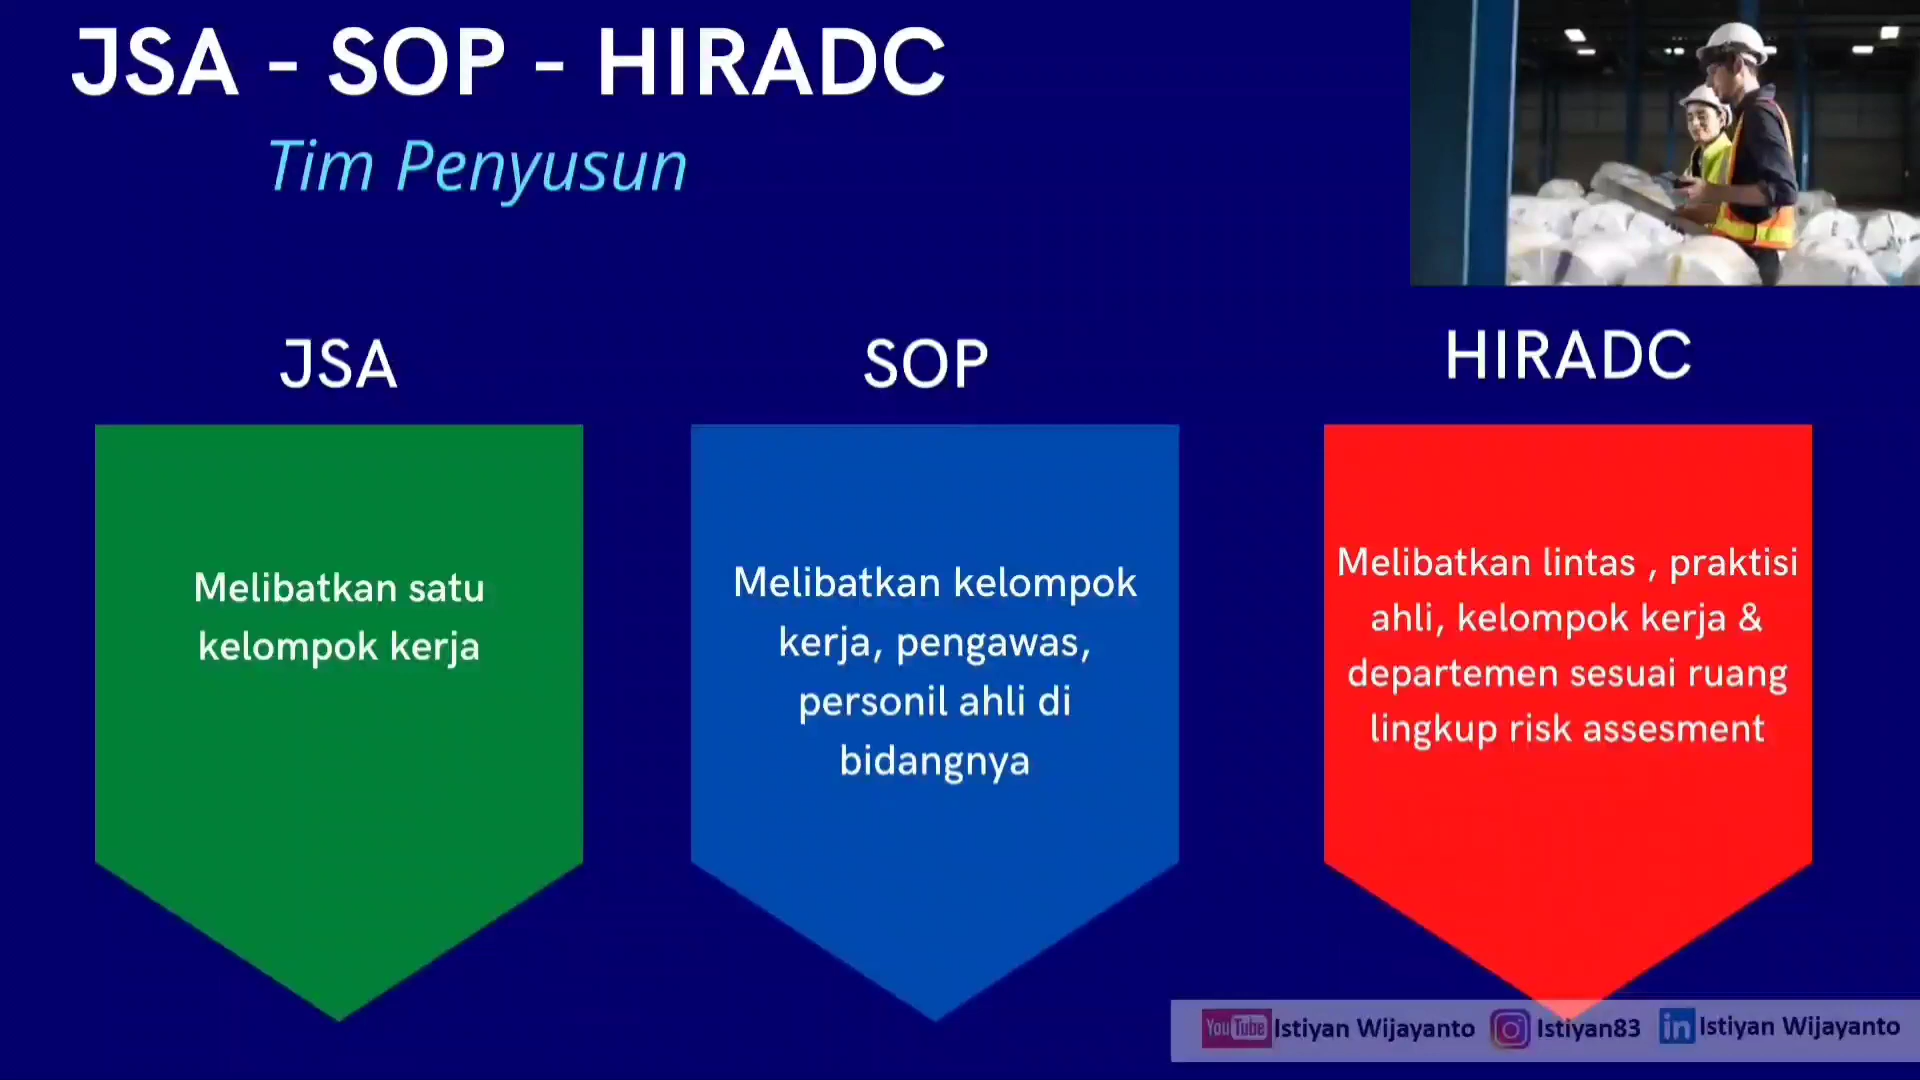 JSA - SOP - HIRADC
Tim Penyusun
JSA
Melibatkan satu
kelompok kerja
SOP
Melibatkan kelompok
kerja, pengawas,
personil ahli di
bidangnya
HIRADC
Melibatkan lintas , praktisi
ahli, kelompok kerja &
departemen sesuai ruang
lingkup risk assesment
YouTube Istiyan Wijayanto Istiyan83 in Istiyan Wijayanto